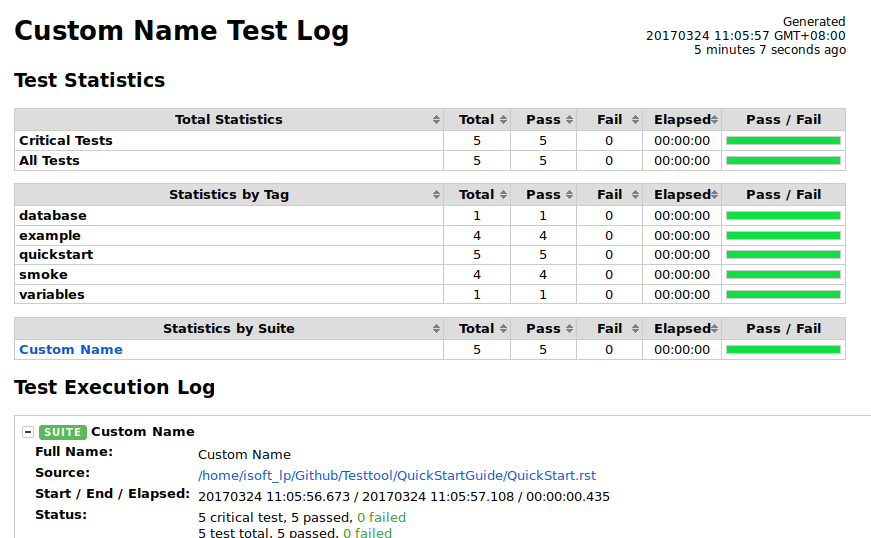 Custom Name Test Log
Generated
20170324 11:05:57 GMT+08:00
5 minutes 7 seconds ago
Test Statistics
Total Statistics Total Pass Fail Elapsed Pass / Fail
Critical Tests 5 5 0 00:00:00
All Tests 5 5 0 00:00:00
Statistics by Tag Total Pass Fail Elapsed Pass / Fail
database 1 1 0 00:00:00
example 4 4 0 00:00:00
quickstart 5 5 0 00:00:00
smoke 4 4 0 00:00:00
variables 1 1 0 00:00:00
Statistics by Suite Total Pass Fail Elapsed Pass / Fail
Custom Name 5 5 0 00:00:00
Test Execution Log
SUITE Custom Name
Full Name: Custom Name
Source: /home/isoft_lp/Github/Testtool/QuickStartGuide/QuickStart.rst
Start / End / Elapsed: 20170324 11:05:56.673 / 20170324 11:05:57.108 / 00:00:00.435
Status: 5 critical test, 5 passed, 0 failed
5 test total, 5 passed, 0 failed